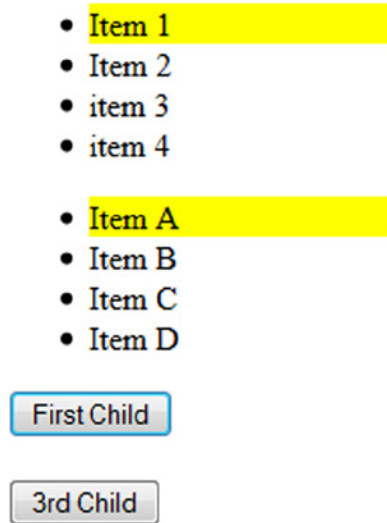 Item 1
Item 2
item 3
item 4
Item A
Item B
Item C
Item D
First Child
3rd Child